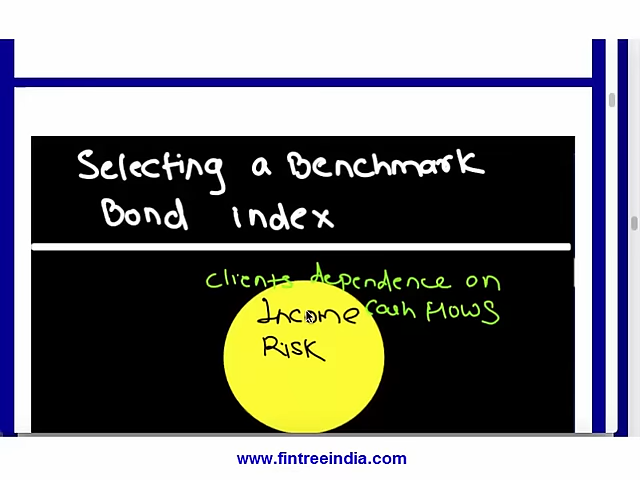 Selecting a Benchmark
Bond index
Clients dependence on
Income Cash flows
Risk
www.fintreeindia.com